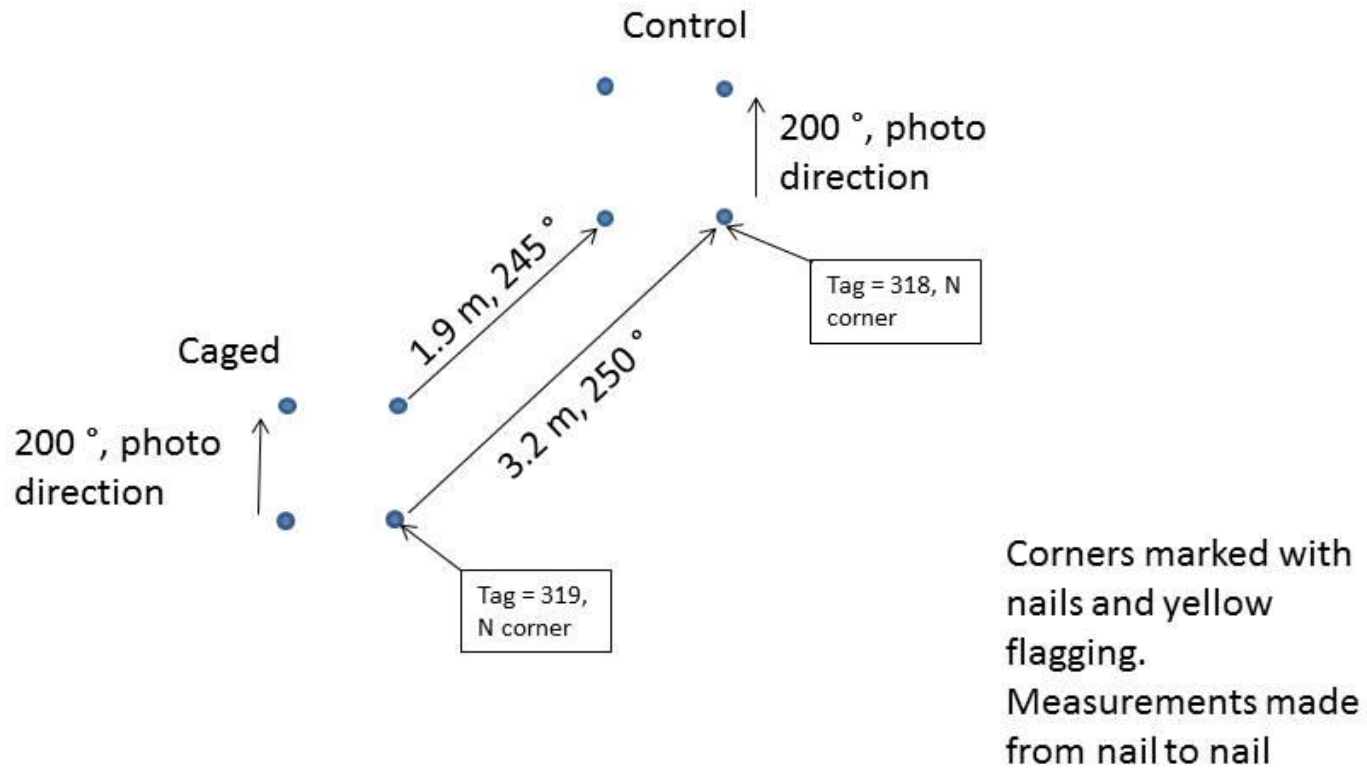 Control
200 °, photo
direction
1.9 m, 245 °
Tag = 318, N
corner
3.2 m, 250 °
Caged
200 °, photo
direction
Tag = 319,
N corner
Corners marked with
nails and yellow
flagging.
Measurements made
from nail to nail